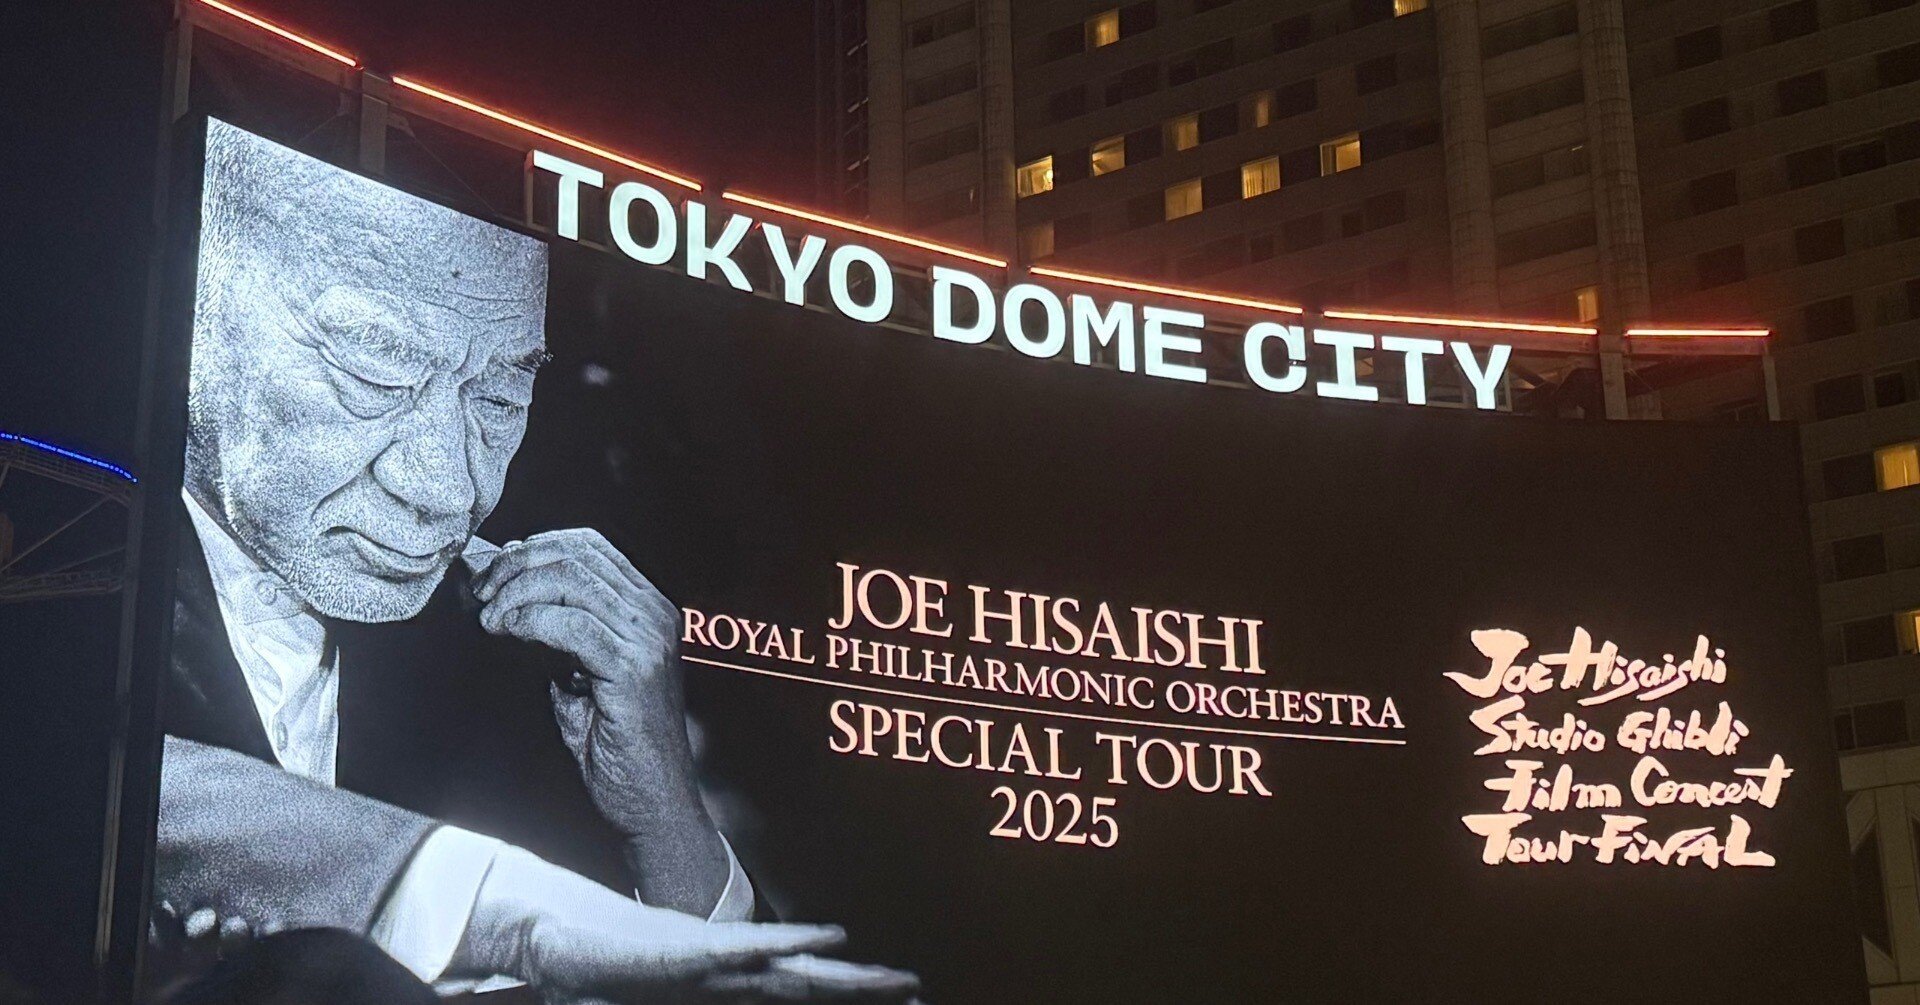 TOKYO DOME CITY
JOE HISAISHI
ROYAL PHILHARMONIC ORCHESTRA
SPECIAL TOUR
2025
Joe Hisaishi
Studio Ghibli
Film Concert
Tour FINAL